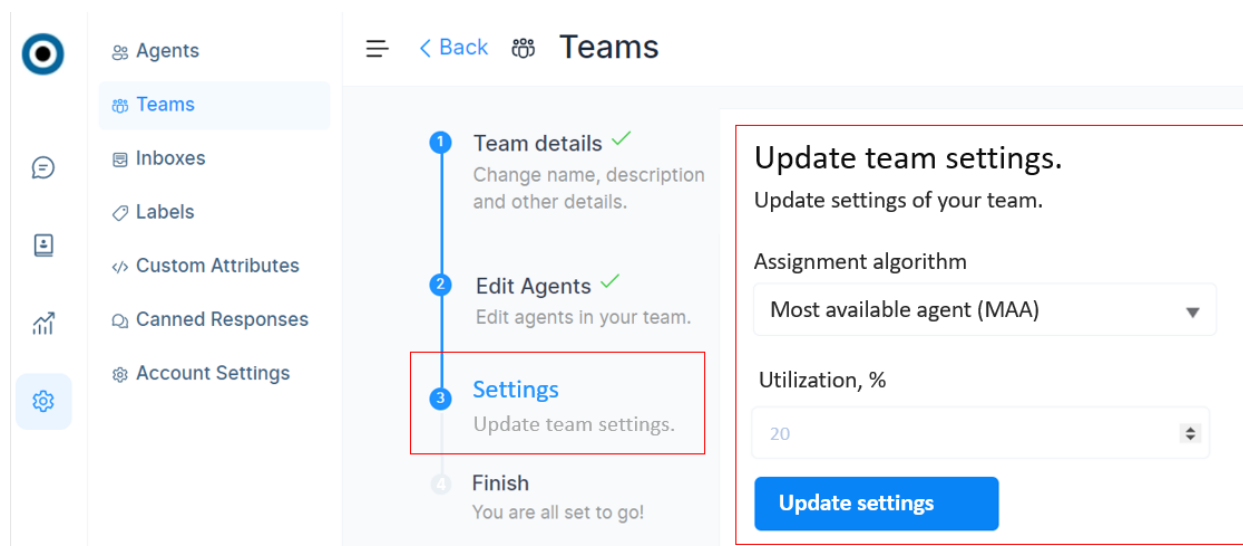 Agents
Teams
Inboxes
Labels
Custom Attributes
Canned Responses
Account Settings
Back
Teams
1
Team details
Change name, description
and other details.
2
Edit Agents
Edit agents in your team.
3
Settings
Update team settings.
4
Finish
You are all set to go!
Update team settings.
Update settings of your team.
Assignment algorithm
Most available agent (MAA)
Utilization, %
20
Update settings